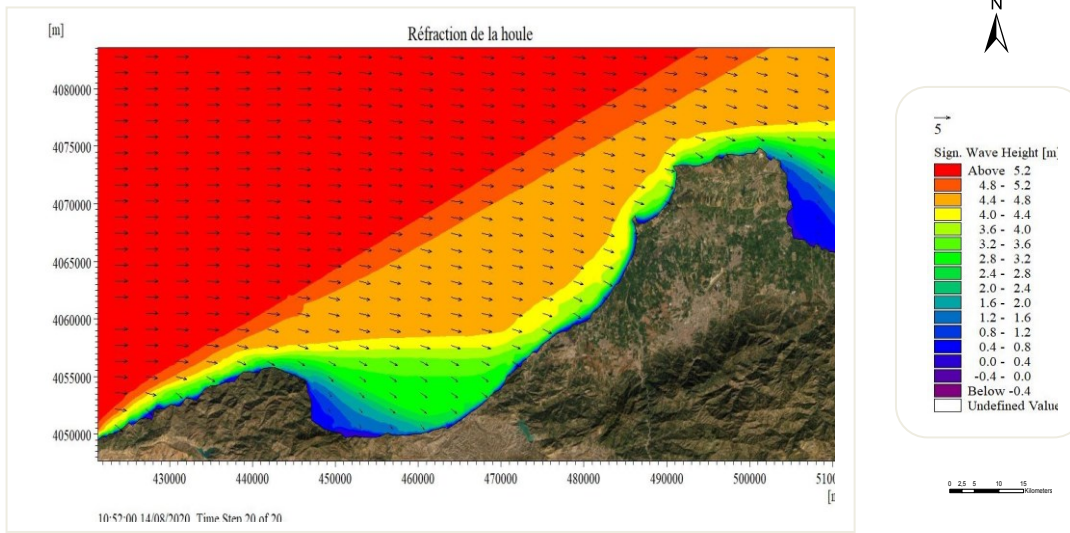 [m]
Réfraction de la houle
4080000
4075000
4070000
4065000
4060000
4055000
4050000
430000
440000
450000
460000
470000
480000
490000
500000
5100
10:52:00 14/08/2020 Time Step 20 of 20
N
5
Sign. Wave Height [m]
Above 5.2
4.8 - 5.2
4.4 - 4.8
4.0 - 4.4
3.6 - 4.0
3.2 - 3.6
2.8 - 3.2
2.4 - 2.8
2.0 - 2.4
1.6 - 2.0
1.2 - 1.6
0.8 - 1.2
0.4 - 0.8
0.0 - 0.4
-0.4 - 0.0
Below -0.4
Undefined Value
0 2.5 5 10 15
Kilometers